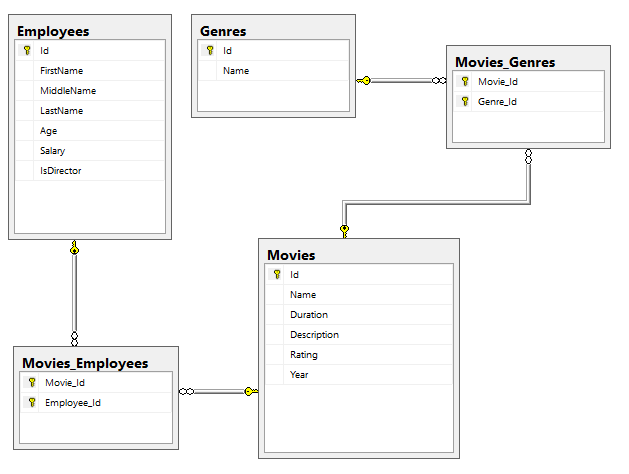 Employees
Id
FirstName
MiddleName
LastName
Age
Salary
IsDirector
Genres
Id
Name
Movies_Genres
Movie_Id
Genre_Id
Movies
Id
Name
Duration
Description
Rating
Year
Movies_Employees
Movie_Id
Employee_Id